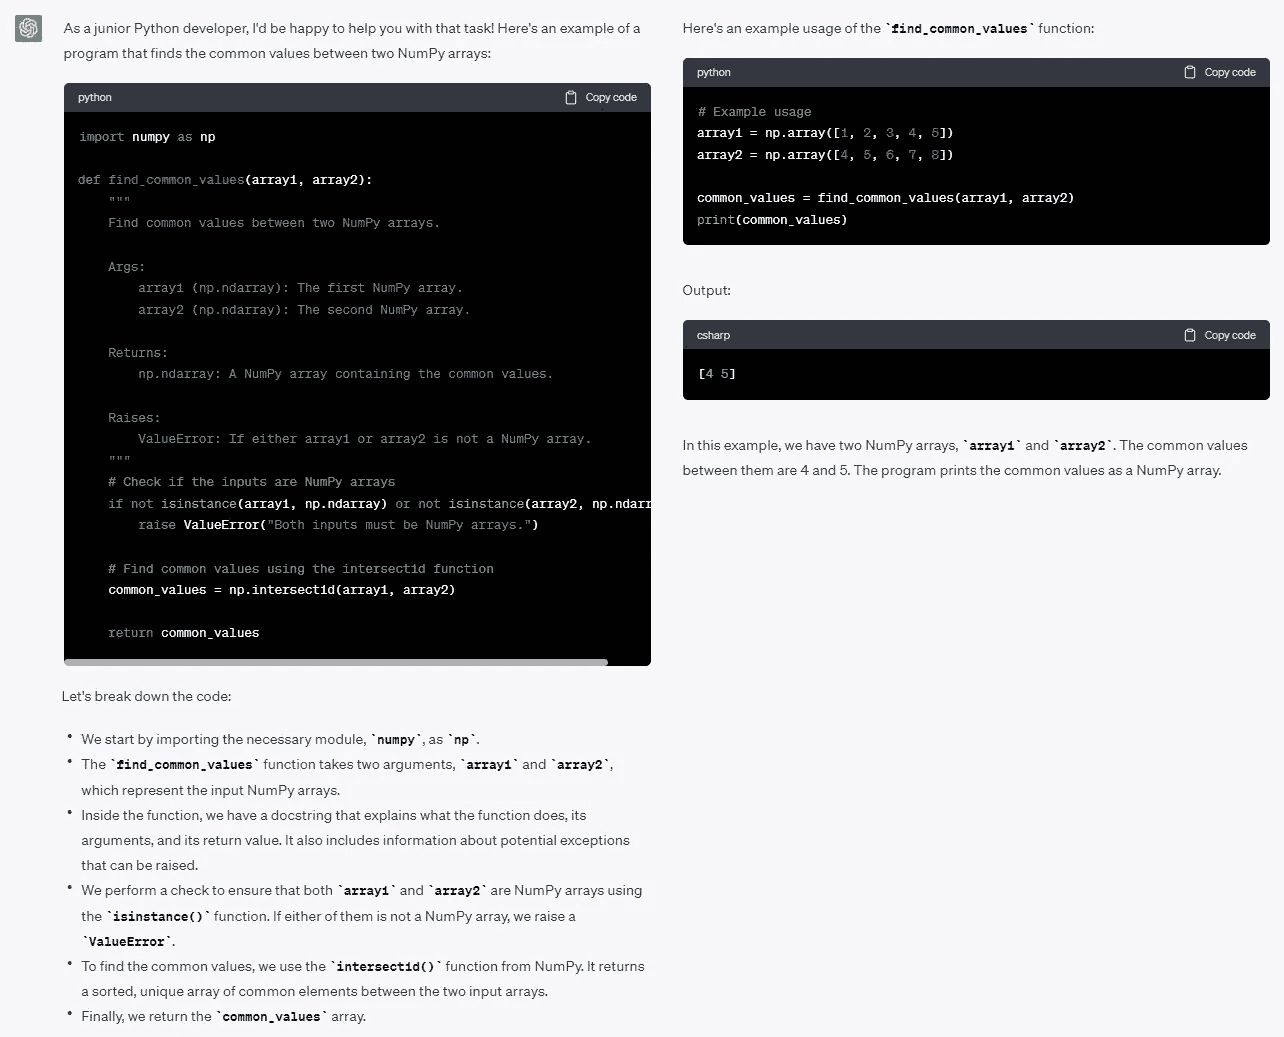 As a junior Python developer, I'd be happy to help you with that task! Here's an example of a
program that finds the common values between two NumPy arrays:
python
Copy code
import numpy as np
def find_common_values(array1, array2):
"""
Find common values between two NumPy arrays.
Args:
array1 (np.ndarray): The first NumPy array.
array2 (np.ndarray): The second NumPy array.
Returns:
np.ndarray: A NumPy array containing the common values.
Raises:
ValueError: If either array1 or array2 is not a NumPy array.
"""
# Check if the inputs are NumPy arrays
if not isinstance(array1, np.ndarray) or not isinstance(array2, np.ndarr
raise ValueError("Both inputs must be NumPy arrays.")
# Find common values using the intersect1d function
common_values = np.intersect1d(array1, array2)
return common_values
Let's break down the code:
• We start by importing the necessary module, `numpy`, as `np`.
• The `find_common_values` function takes two arguments, `array1` and `array2`,
which represent the input NumPy arrays.
• Inside the function, we have a docstring that explains what the function does, its
arguments, and its return value. It also includes information about potential exceptions
that can be raised.
• We perform a check to ensure that both `array1` and `array2` are NumPy arrays using
the `isinstance()` function. If either of them is not a NumPy array, we raise a
`ValueError`.
• To find the common values, we use the `intersect1d()` function from NumPy. It returns
a sorted, unique array of common elements between the two input arrays.
• Finally, we return the `common_values` array.
Here's an example usage of the `find_common_values` function:
python
Copy code
# Example usage
array1 = np.array([1, 2, 3, 4, 5])
array2 = np.array([4, 5, 6, 7, 8])
common_values = find_common_values(array1, array2)
print(common_values)
Output:
csharp
Copy code
[4 5]
In this example, we have two NumPy arrays, `array1` and `array2`. The common values
between them are 4 and 5. The program prints the common values as a NumPy array.